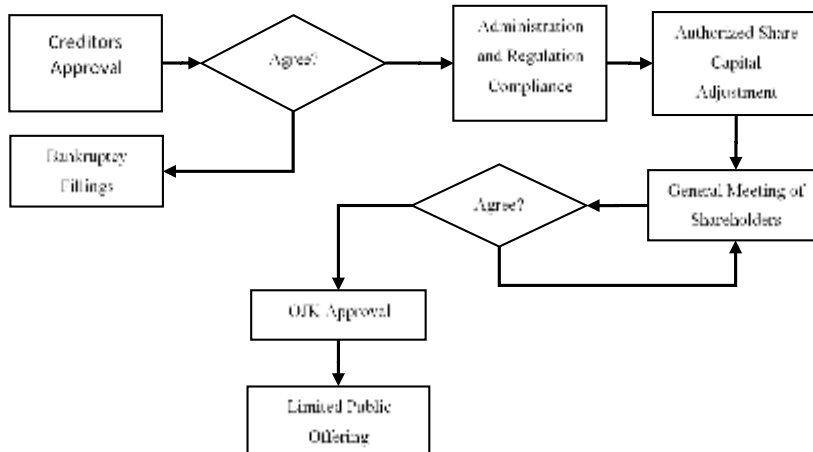 Creditors
Approval
Agree?
Administration
and Regulation
Compliance
Authorized Share
Capital
Adjustment
Bankruptcy
Fillings
Agree?
General Meeting of
Shareholders
OJK Approval
Limited Public
Offering